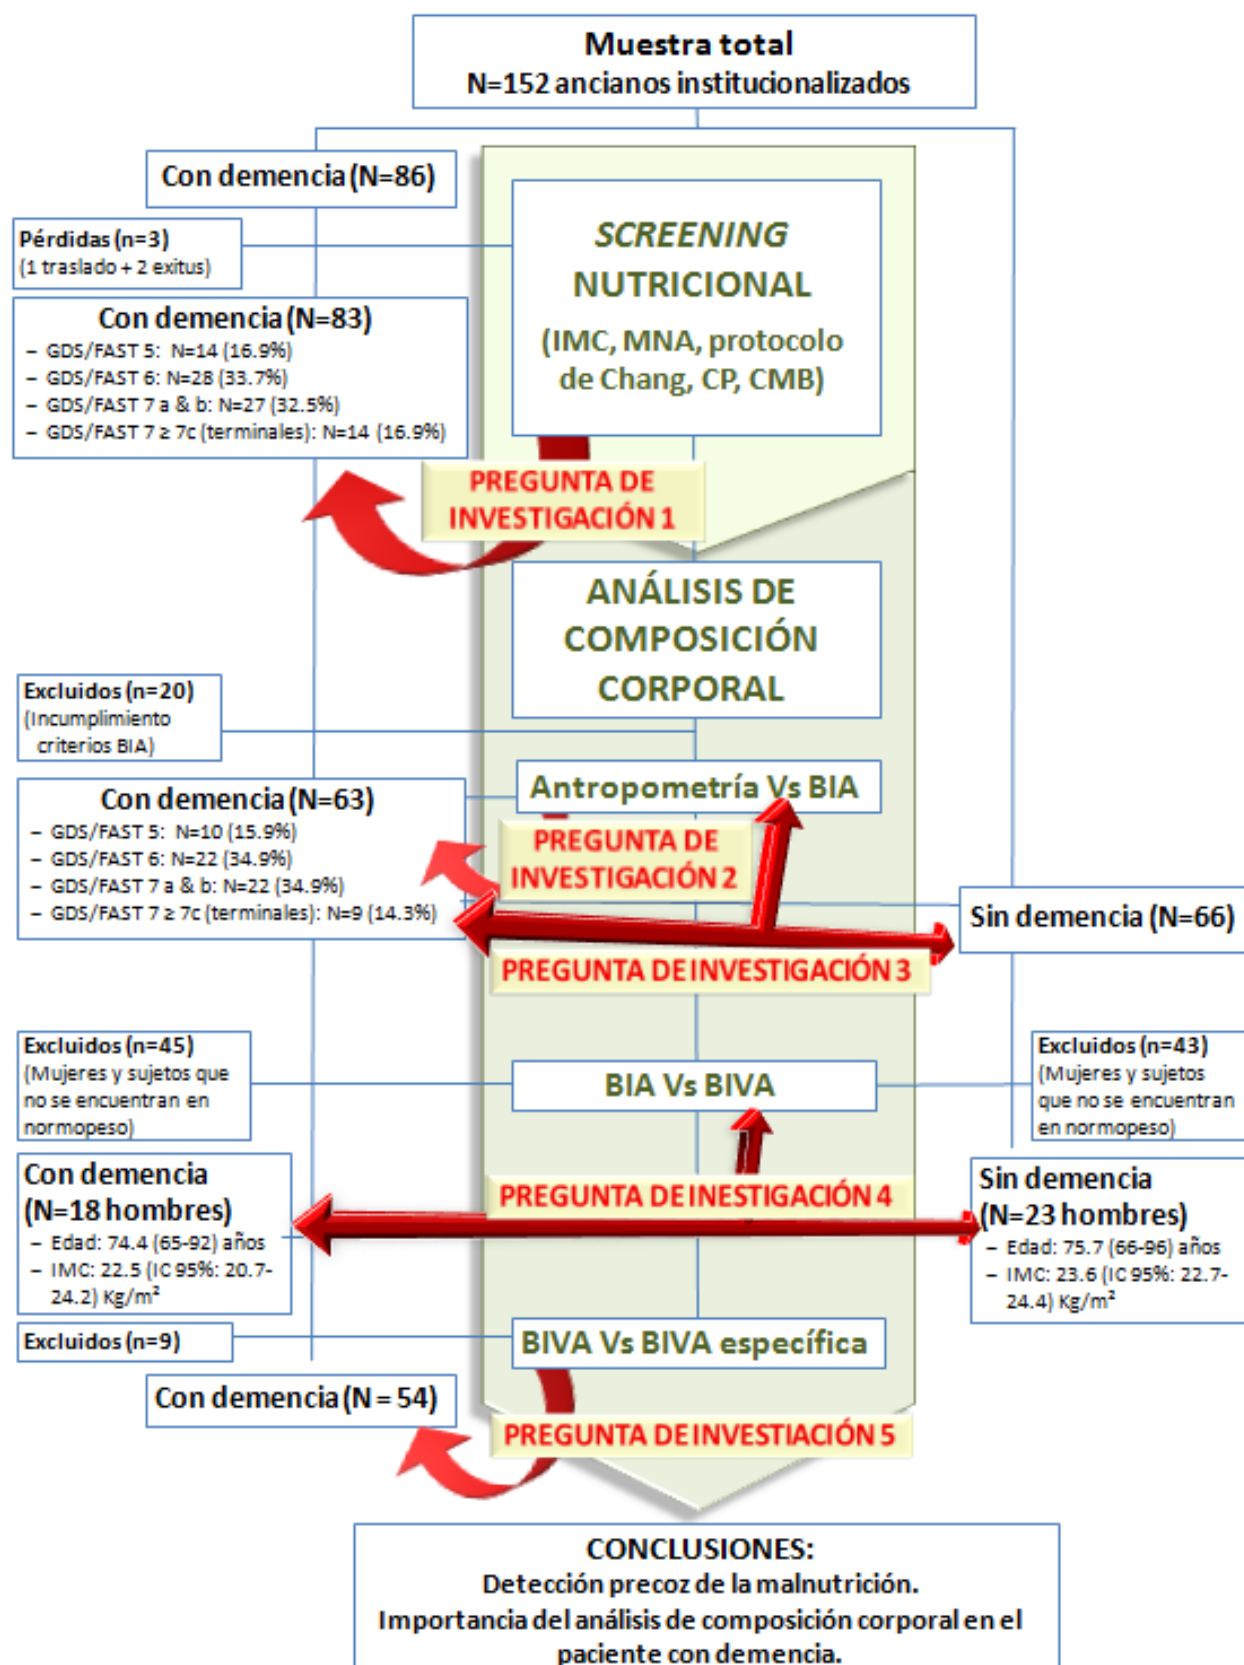 Muestra total
N=152 ancianos institucionalizados
Con demencia (N=86)
Pérdidas (n=3)
(1 traslado + 2 exitus)
SCREENING
NUTRICIONAL
(IMC, MNA, protocolo
de Chang, CP, CMB)
Con demencia (N=83)
– GDS/FAST 5: N=14 (16.9%)
– GDS/FAST 6: N=28 (33.7%)
– GDS/FAST 7 a & b: N=27 (32.5%)
– GDS/FAST 7 ≥ 7c (terminales): N=14 (16.9%)
PREGUNTA DE
INVESTIGACIÓN 1
ANÁLISIS DE
COMPOSICIÓN
CORPORAL
Excluidos (n=20)
(Incumplimiento
criterios BIA)
Antropometría Vs BIA
Con demencia (N=63)
– GDS/FAST 5: N=10 (15.9%)
– GDS/FAST 6: N=22 (34.9%)
– GDS/FAST 7 a & b: N=22 (34.9%)
– GDS/FAST 7 ≥ 7c (terminales): N=9 (14.3%)
PREGUNTA DE
INVESTIGACIÓN 2
Sin demencia (N=66)
PREGUNTA DE INVESTIGACIÓN 3
Excluidos (n=45)
(Mujeres y sujetos que
no se encuentran en
normopeso)
BIA Vs BIVA
Excluidos (n=43)
(Mujeres y sujetos
que no se encuentran
en normopeso)
Con demencia
(N=18 hombres)
– Edad: 74.4 (65-92) años
– IMC: 22.5 (IC 95%: 20.7-
24.2) Kg/m²
PREGUNTA DE INESTIGACIÓN 4
Sin demencia
(N=23 hombres)
– Edad: 75.7 (66-96) años
– IMC: 23.6 (IC 95%: 22.7-
24.4) Kg/m²
Excluidos (n=9)
BIVA Vs BIVA específica
Con demencia (N = 54)
PREGUNTA DE INVESTIACIÓN 5
CONCLUSIONES:
Detección precoz de la malnutrición.
Importancia del análisis de composición corporal en el
paciente con demencia.